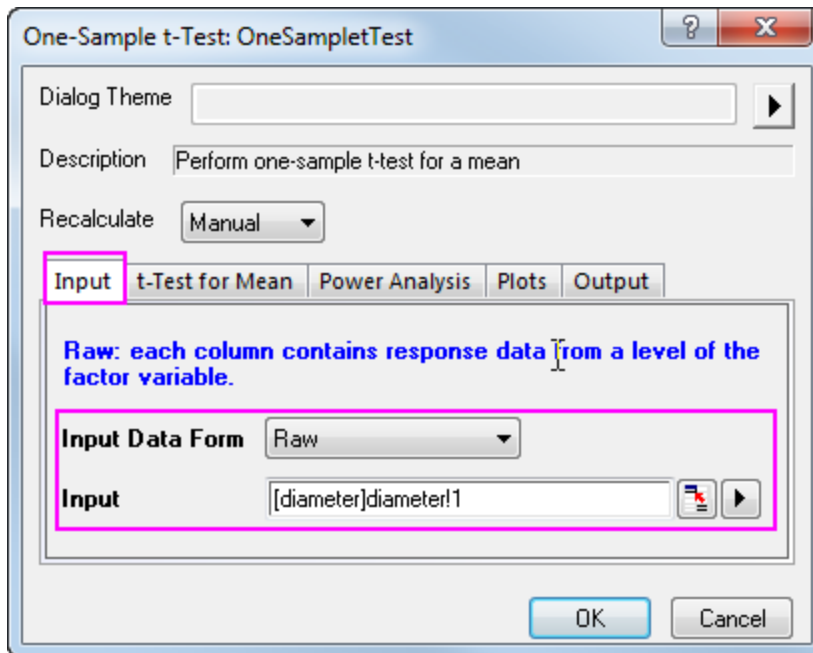 One-Sample t-Test: OneSampletTest
Dialog Theme
Description Perform one-sample t-test for a mean
Recalculate Manual
Input t-Test for Mean Power Analysis Plots Output
Raw: each column contains response data from a level of the
factor variable.
Input Data Form Raw
Input [diameter]diameter!1
OK Cancel